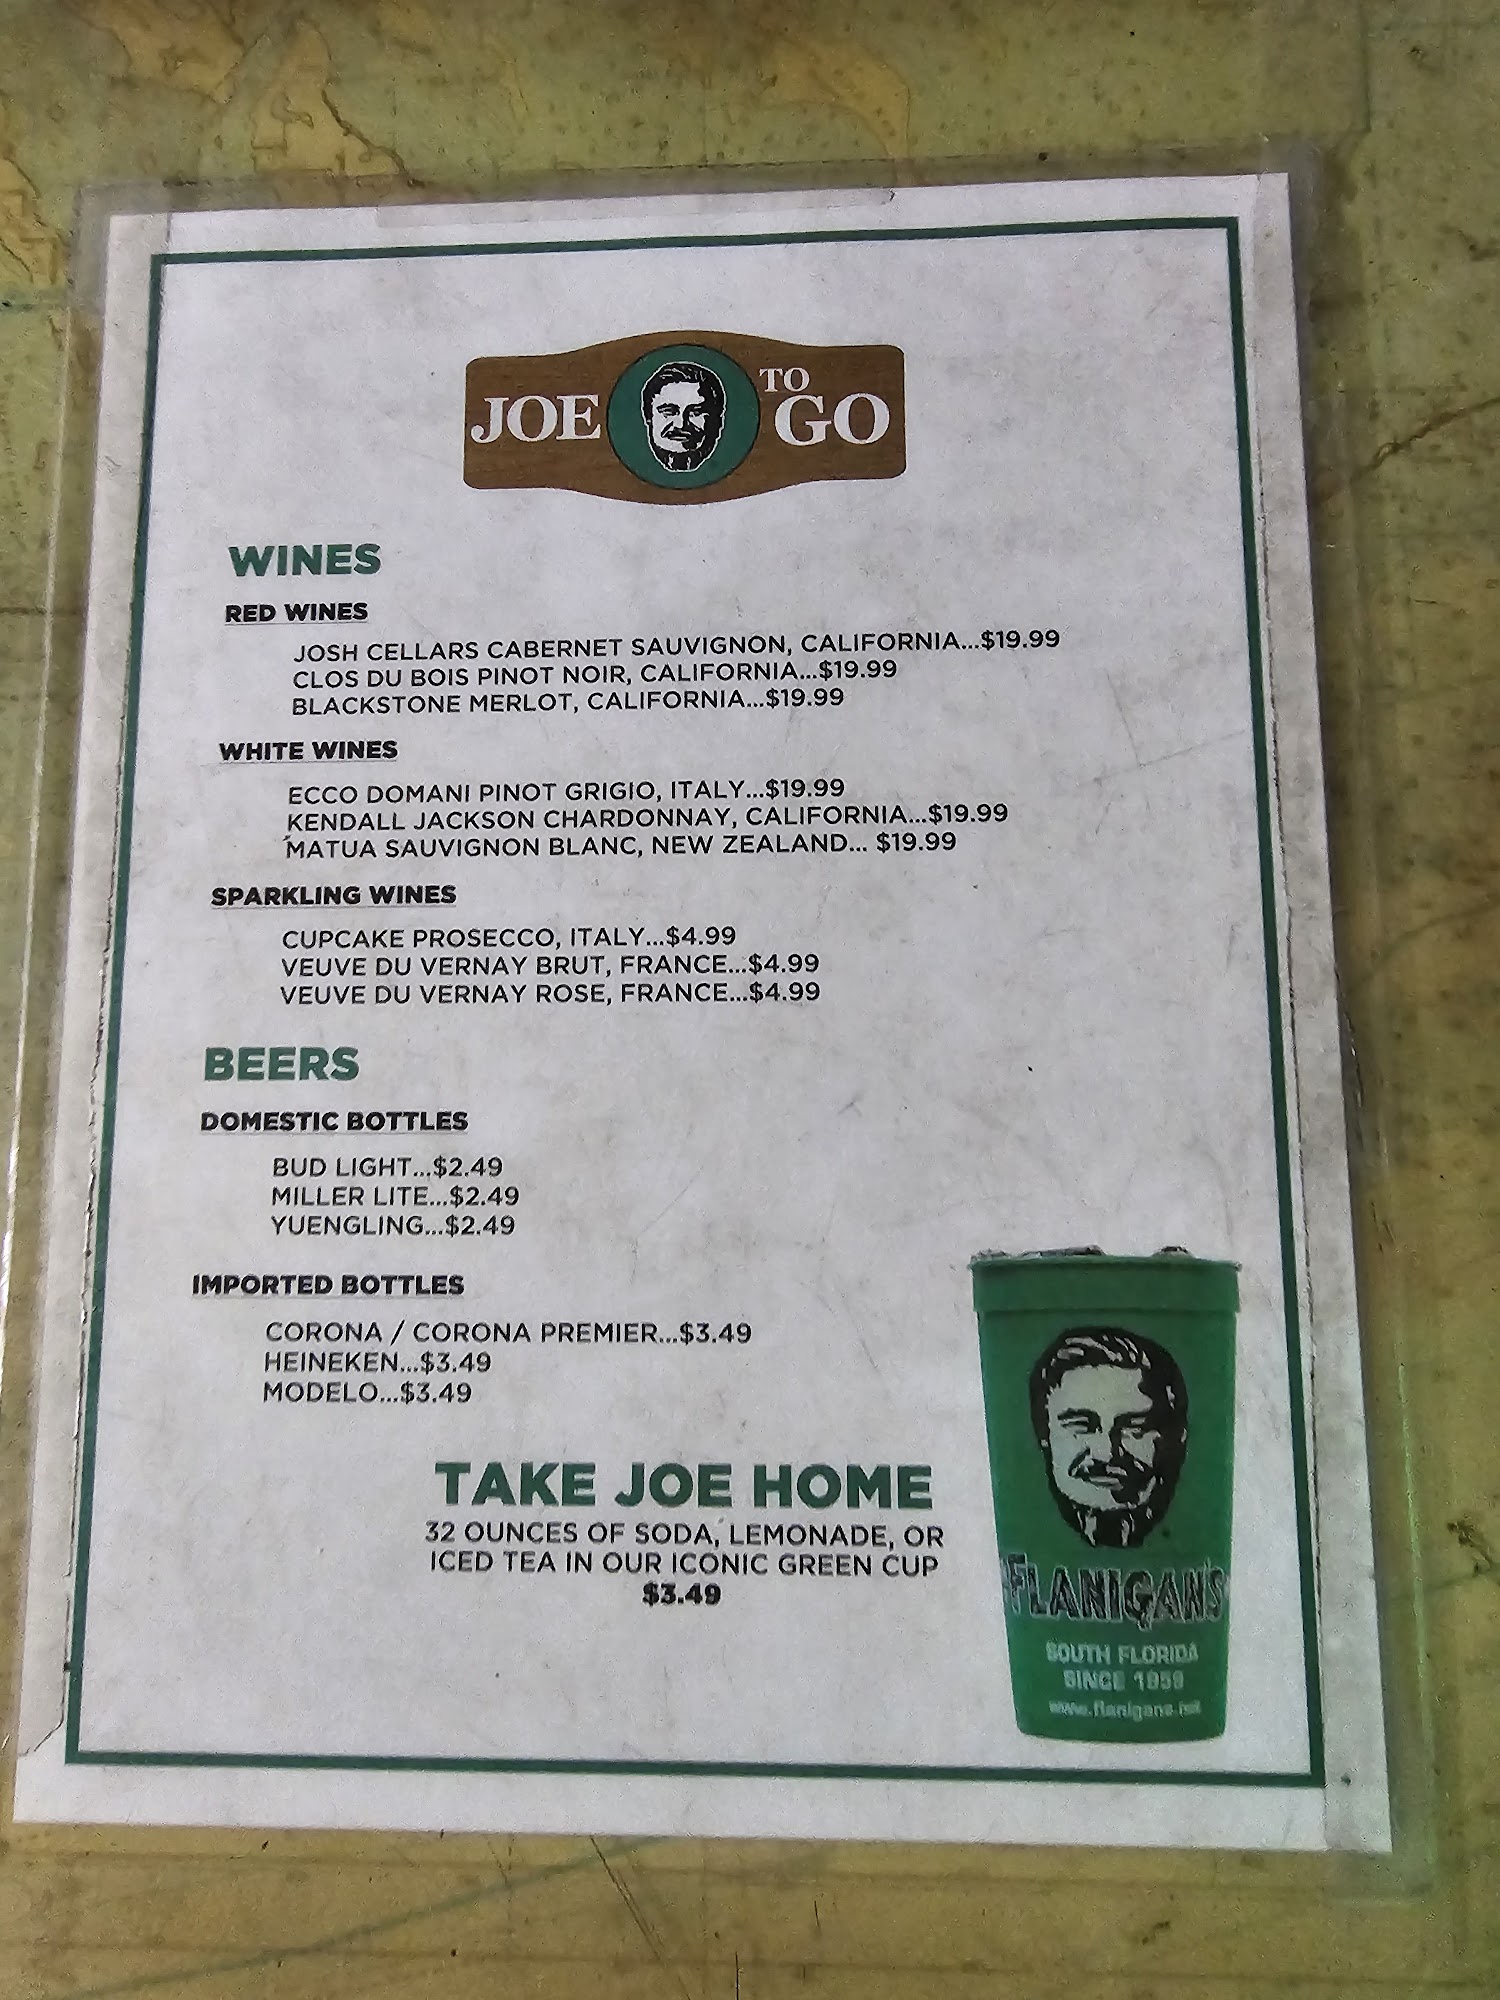 JOE TO GO
WINES
RED WINES
JOSH CELLARS CABERNET SAUVIGNON, CALIFORNIA...$19.99
CLOS DU BOIS PINOT NOIR, CALIFORNIA...$19.99
BLACKSTONE MERLOT, CALIFORNIA...$19.99
WHITE WINES
ECCO DOMANI PINOT GRIGIO, ITALY...$19.99
KENDALL JACKSON CHARDONNAY, CALIFORNIA...$19.99
MATUA SAUVIGNON BLANC, NEW ZEALAND... $19.99
SPARKLING WINES
CUPCAKE PROSECCO, ITALY...$4.99
VEUVE DU VERNAY BRUT, FRANCE...$4.99
VEUVE DU VERNAY ROSE, FRANCE...$4.99
BEERS
DOMESTIC BOTTLES
BUD LIGHT...$2.49
MILLER LITE...$2.49
YUENGLING...$2.49
IMPORTED BOTTLES
CORONA / CORONA PREMIER...$3.49
HEINEKEN...$3.49
MODELO...$3.49
TAKE JOE HOME
32 OUNCES OF SODA, LEMONADE, OR
ICED TEA IN OUR ICONIC GREEN CUP
$3.49
FLANIGAN'S
SOUTH FLORIDA
SINCE 1959
www.flanigans.net